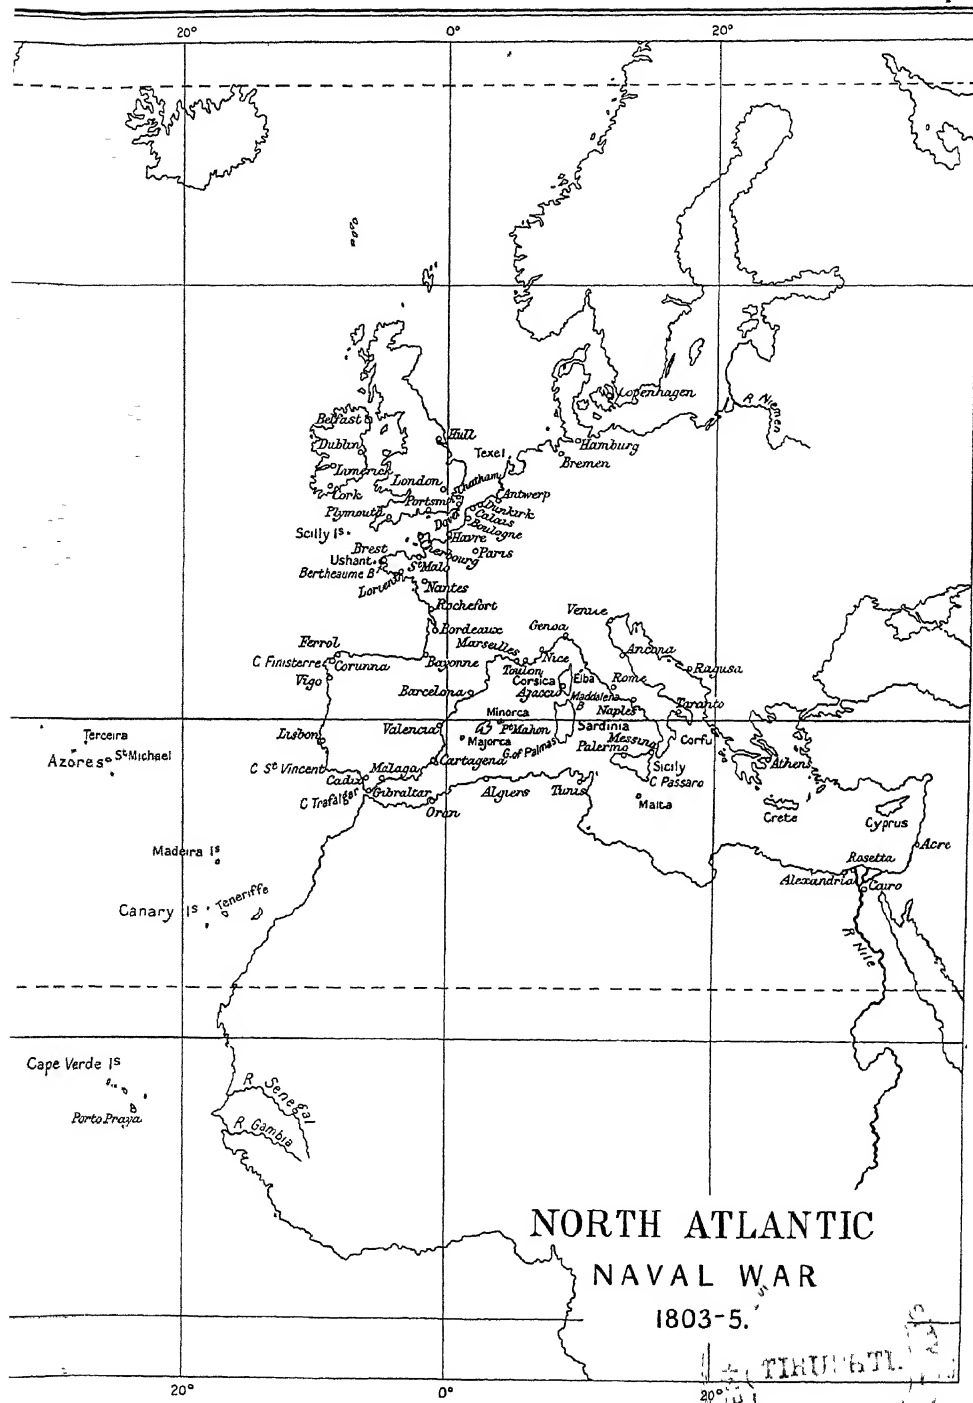 20° 0° 20°
Copenhagen
R Niemen
Belfast
Hull
Hamburg
Dublin
Texel
Bremen
Limerick
London
Chatham
Cork
Portsmo
Antwerp
Plymouth
Dunkirk
Calais
Dover
Boulogne
Scilly Is.
Havre
Brest
Cherbourg
Paris
Ushant
St Malo
Bertheaume B
Lorient
Nantes
Rochefort
Venice
Genoa
Bordeaux
Ferrol
Marseilles
Ancona
C Finisterre
Corunna
Bayonne
Nice
Toulon
Ragusa
Vigo
Corsica
Elba
Rome
Barcelona
Ajaccio
Maddalena
B
Naples
Taranto
Minorca
Lisbon
Valencia
Pt Mahon
Sardinia
Terceira
Majorca
G. of Palmas
Messina
Corfu
Azores
St Michael
Palermo
Cartagena
Athens
C St Vincent
Malaga
Sicily
Cadiz
C Passaro
C Trafalgar
Gibraltar
Algiers
Tunis
Malta
Oran
Crete
Cyprus
Acre
Madeira Is
Rosetta
Alexandria
Cairo
Canary Is
Teneriffe
R Nile
Cape Verde Is
R Senegal
Porto Praya
R Gambia
NORTH ATLANTIC
NAVAL WAR
1803-5.
20° 0° 20°